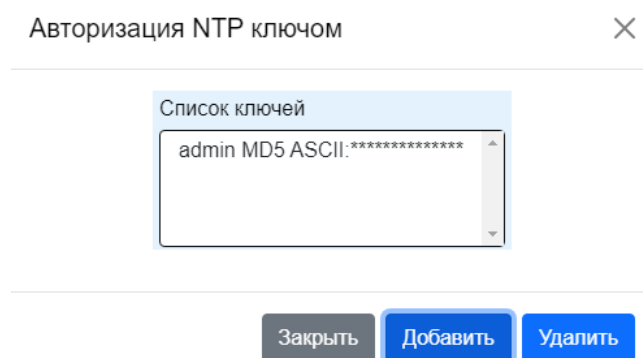 Авторизация NTP ключом
Список ключей
admin MD5 ASCII:**************
Закрыть Добавить Удалить